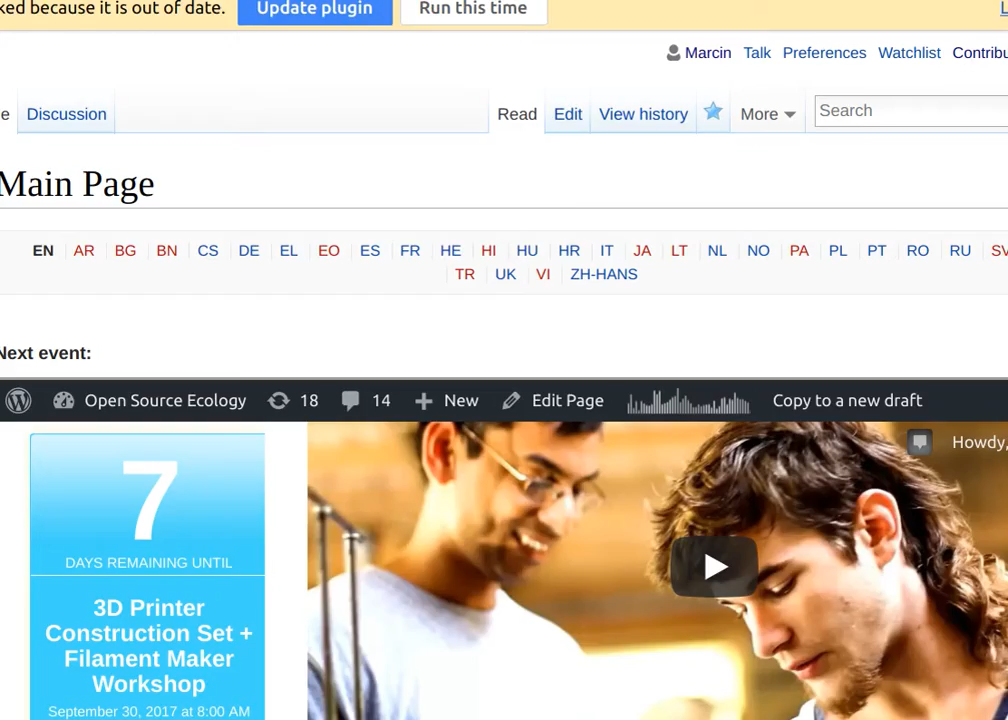 ked because it is out of date. Update plugin Run this time
Marcin Talk Preferences Watchlist Contribu
e Discussion Read Edit View history More Search
Main Page
EN AR BG BN CS DE EL EO ES FR HE HI HU HR IT JA LT NL NO PA PL PT RO RU SV
TR UK VI ZH-HANS
Next event:
Open Source Ecology 18 14 New Edit Page Copy to a new draft
Howdy,
7
DAYS REMAINING UNTIL
3D Printer
Construction Set +
Filament Maker
Workshop
September 30, 2017 at 8:00 AM